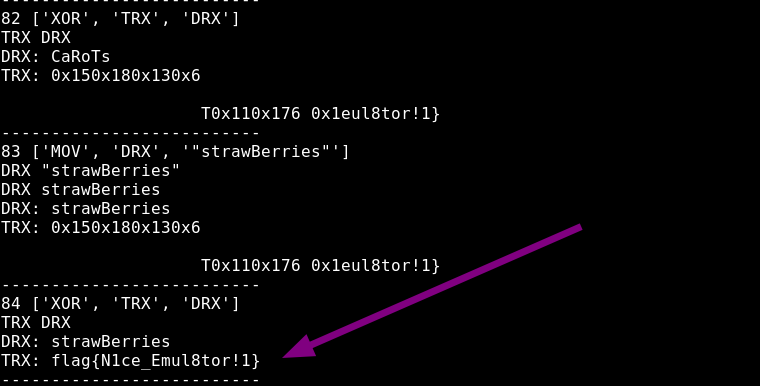 --------------------------
82 ['XOR', 'TRX', 'DRX']
TRX DRX
DRX: CaRoTs
TRX: 0x150x180x130x6
T0x110x176 0x1eul8tor!1}
--------------------------
83 ['MOV', 'DRX', '"strawBerries"']
DRX "strawBerries"
DRX strawBerries
DRX: strawBerries
TRX: 0x150x180x130x6
T0x110x176 0x1eul8tor!1}
--------------------------
84 ['XOR', 'TRX', 'DRX']
TRX DRX
DRX: strawBerries
TRX: flag{N1ce_Emul8tor!1}
--------------------------